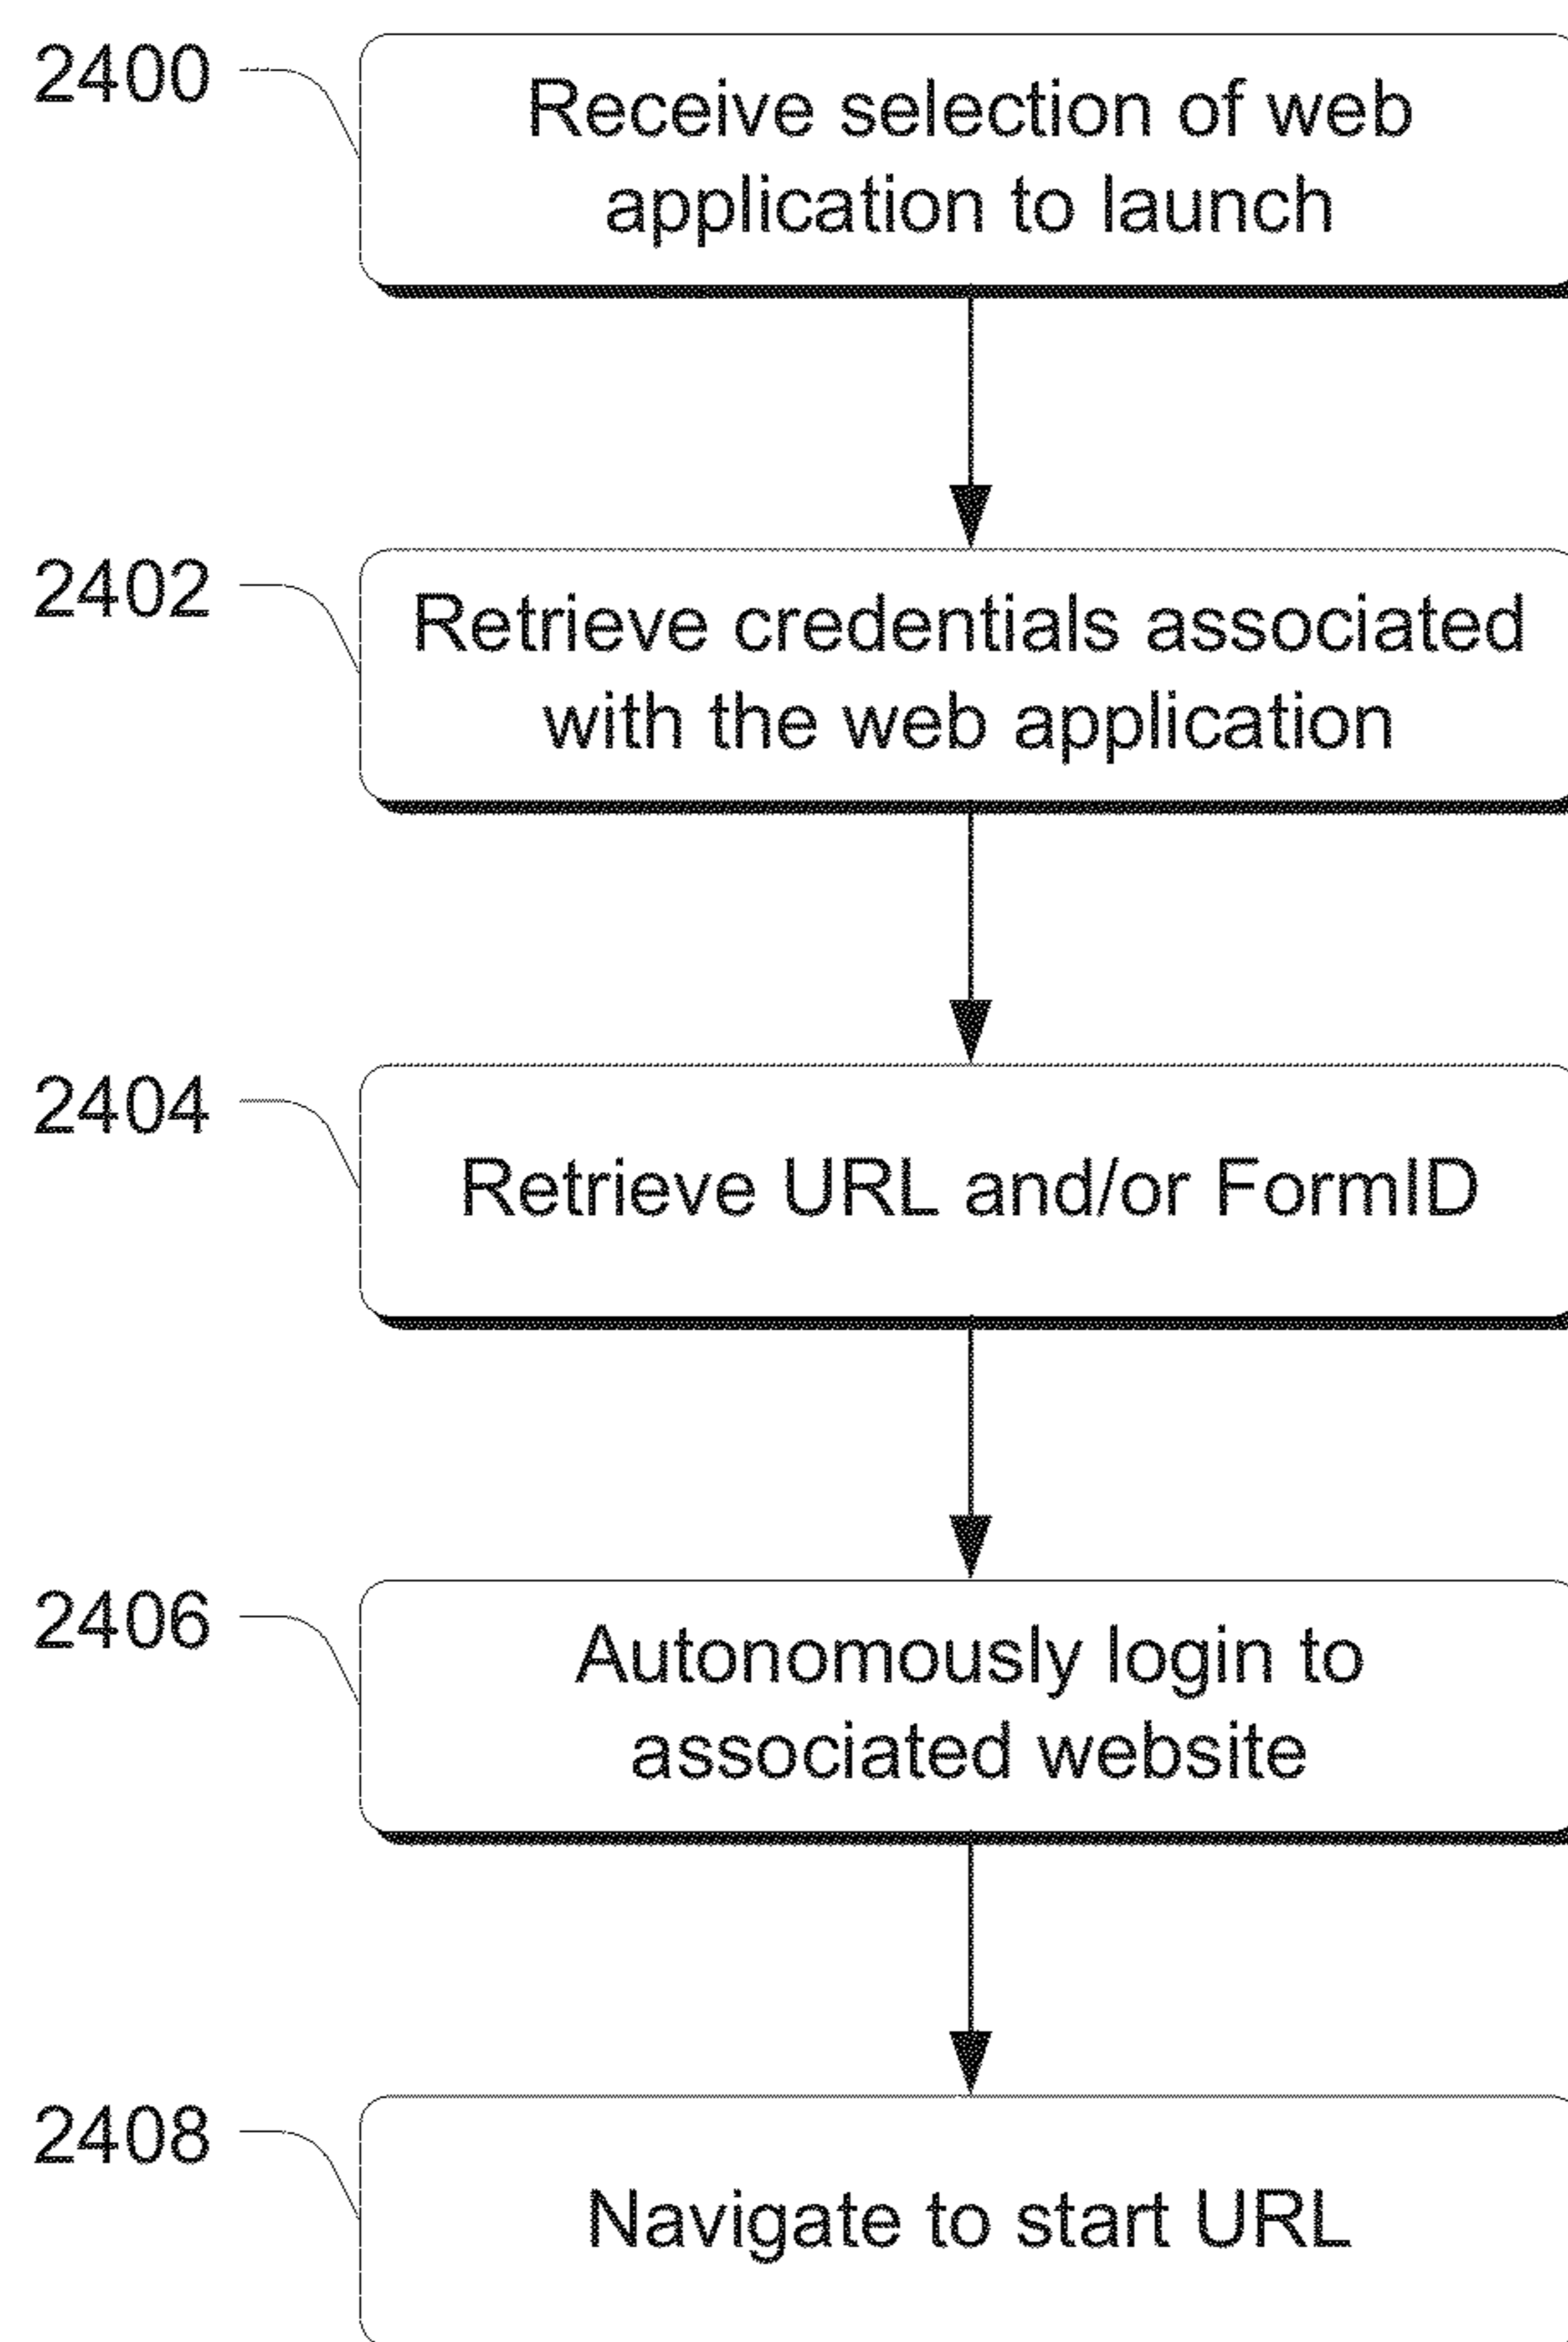 2400
Receive selection of web
application to launch
2402
Retrieve credentials associated
with the web application
2404
Retrieve URL and/or FormID
2406
Autonomously login to
associated website
2408
Navigate to start URL